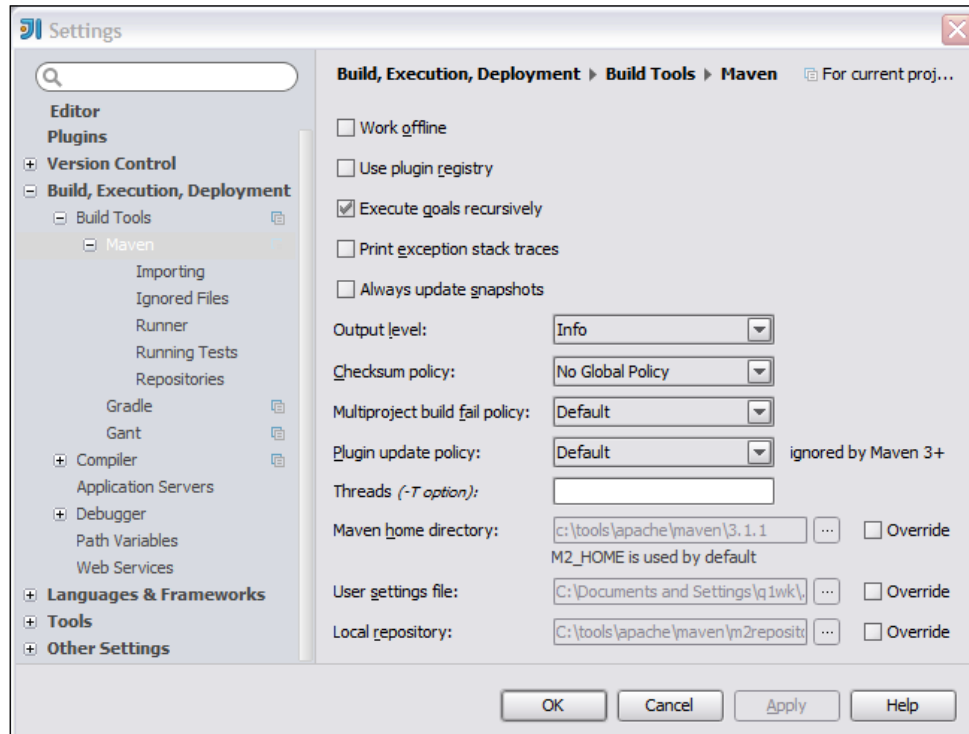 Settings
Editor
Plugins
Version Control
Build, Execution, Deployment
Build Tools
Maven
Importing
Ignored Files
Runner
Running Tests
Repositories
Gradle
Gant
Compiler
Application Servers
Debugger
Path Variables
Web Services
Languages & Frameworks
Tools
Other Settings
Build, Execution, Deployment ▸ Build Tools ▸ Maven For current proj...
Work offline
Use plugin registry
Execute goals recursively
Print exception stack traces
Always update snapshots
Output level: Info
Checksum policy: No Global Policy
Multiproject build fail policy: Default
Plugin update policy: Default ignored by Maven 3+
Threads (-T option):
Maven home directory: c:\tools\apache\maven\3.1.1 ... Override
M2_HOME is used by default
User settings file: C:\Documents and Settings\q1wk\. ... Override
Local repository: C:\tools\apache\maven\m2reposito ... Override
OK Cancel Apply Help